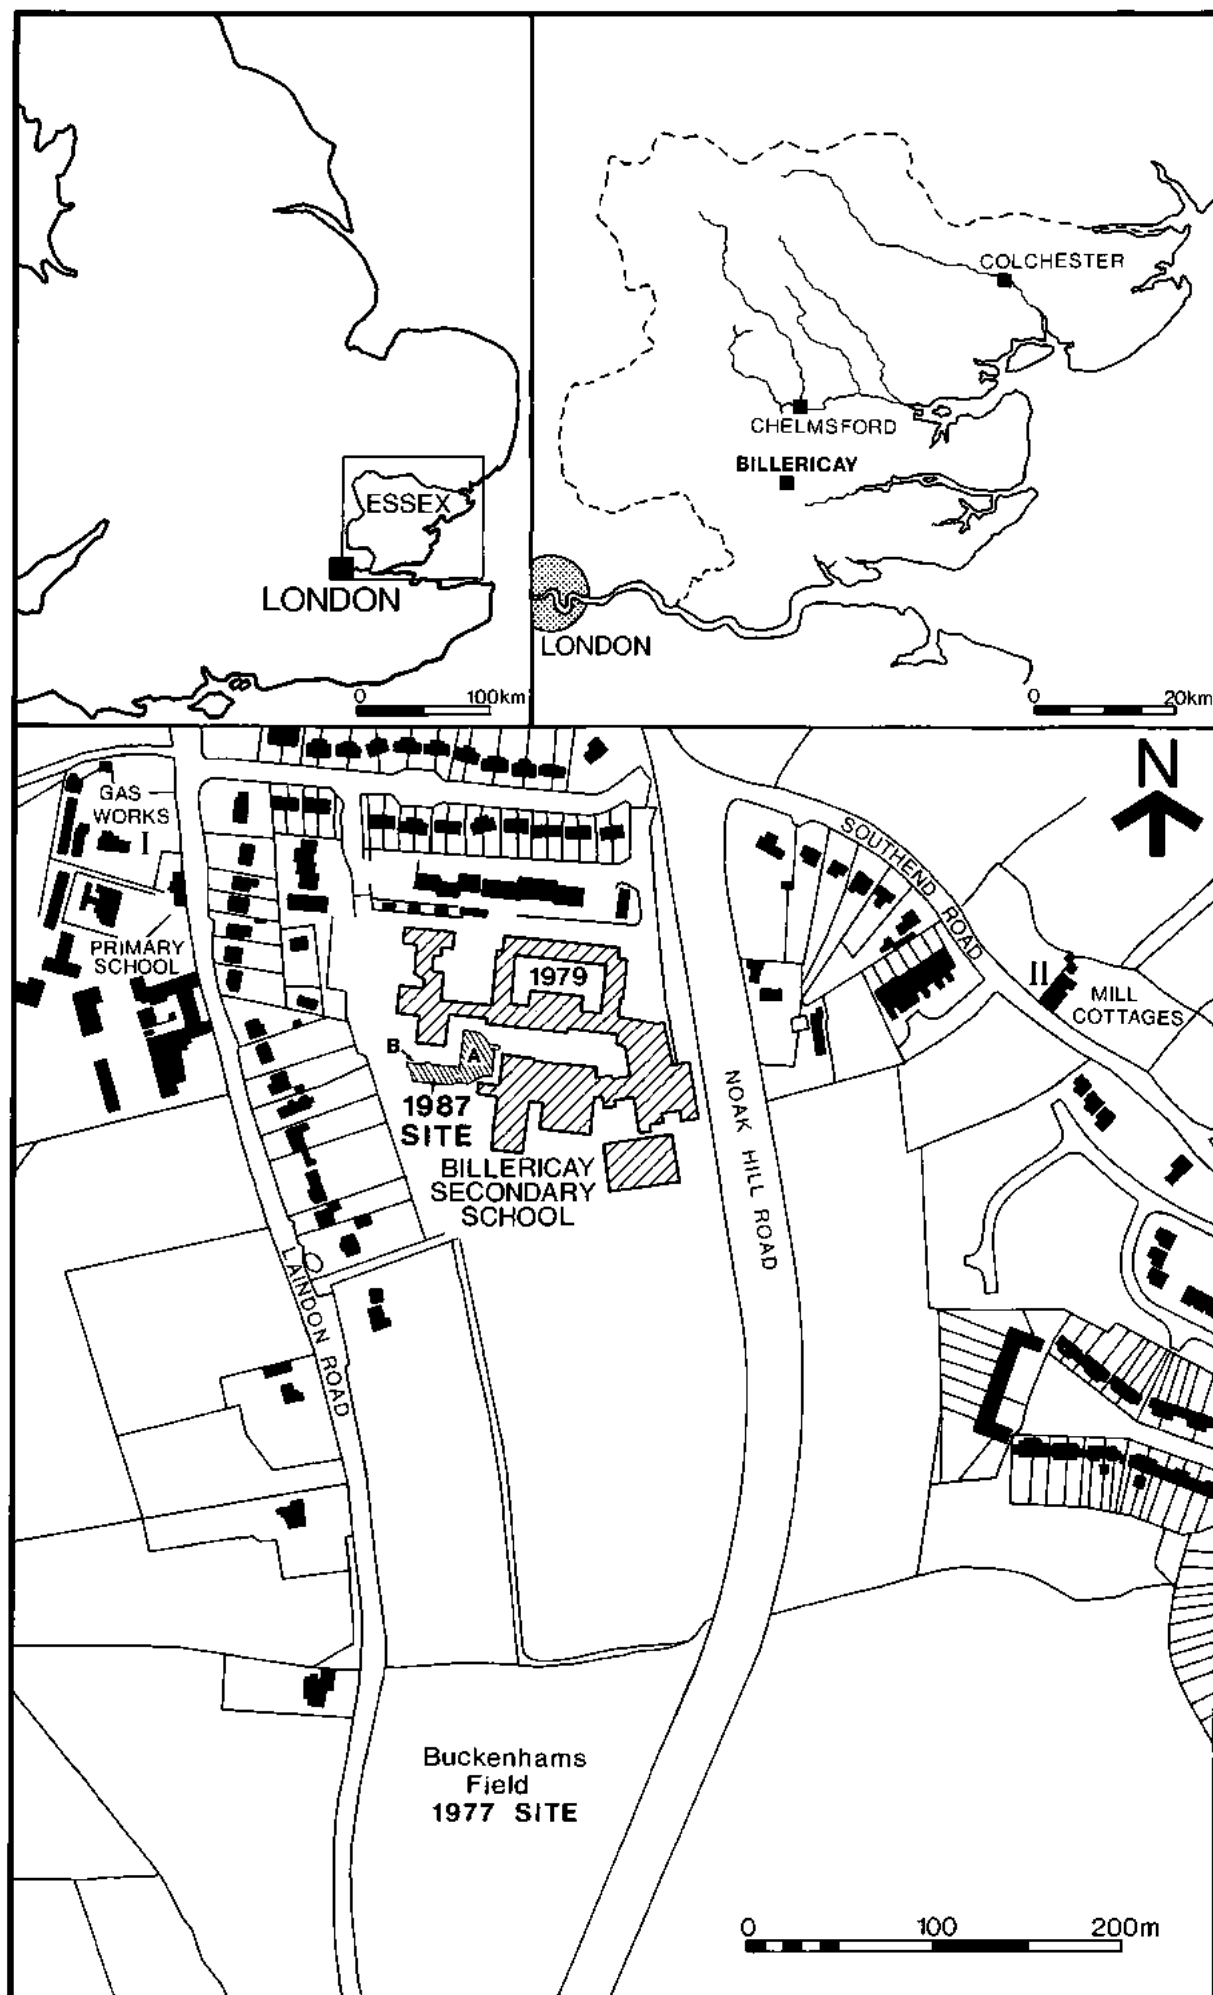 ESSEX
LONDON
0 100km
COLCHESTER
CHELMSFORD
BILLERICAY
LONDON
0 20km
N
GAS
WORKS
I
SOUTHEND ROAD
PRIMARY
SCHOOL
1979
II
MILL
COTTAGES
B
A
1987
SITE
NOAK HILL ROAD
BILLERICAY
SECONDARY
SCHOOL
LAINDON ROAD
Buckenhams
Field
1977 SITE
0 100 200m